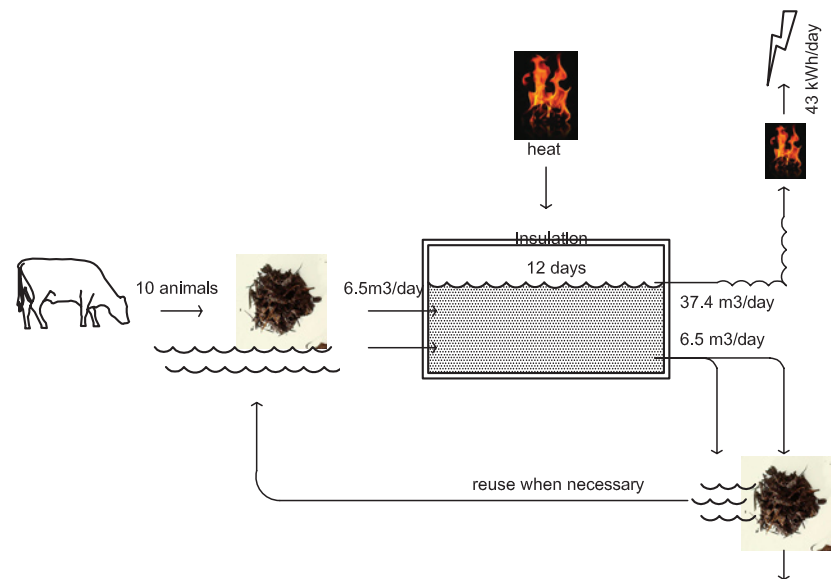 43 kWh/day
heat
Insulation
12 days
10 animals
6.5m3/day
37.4 m3/day
6.5 m3/day
reuse when necessary